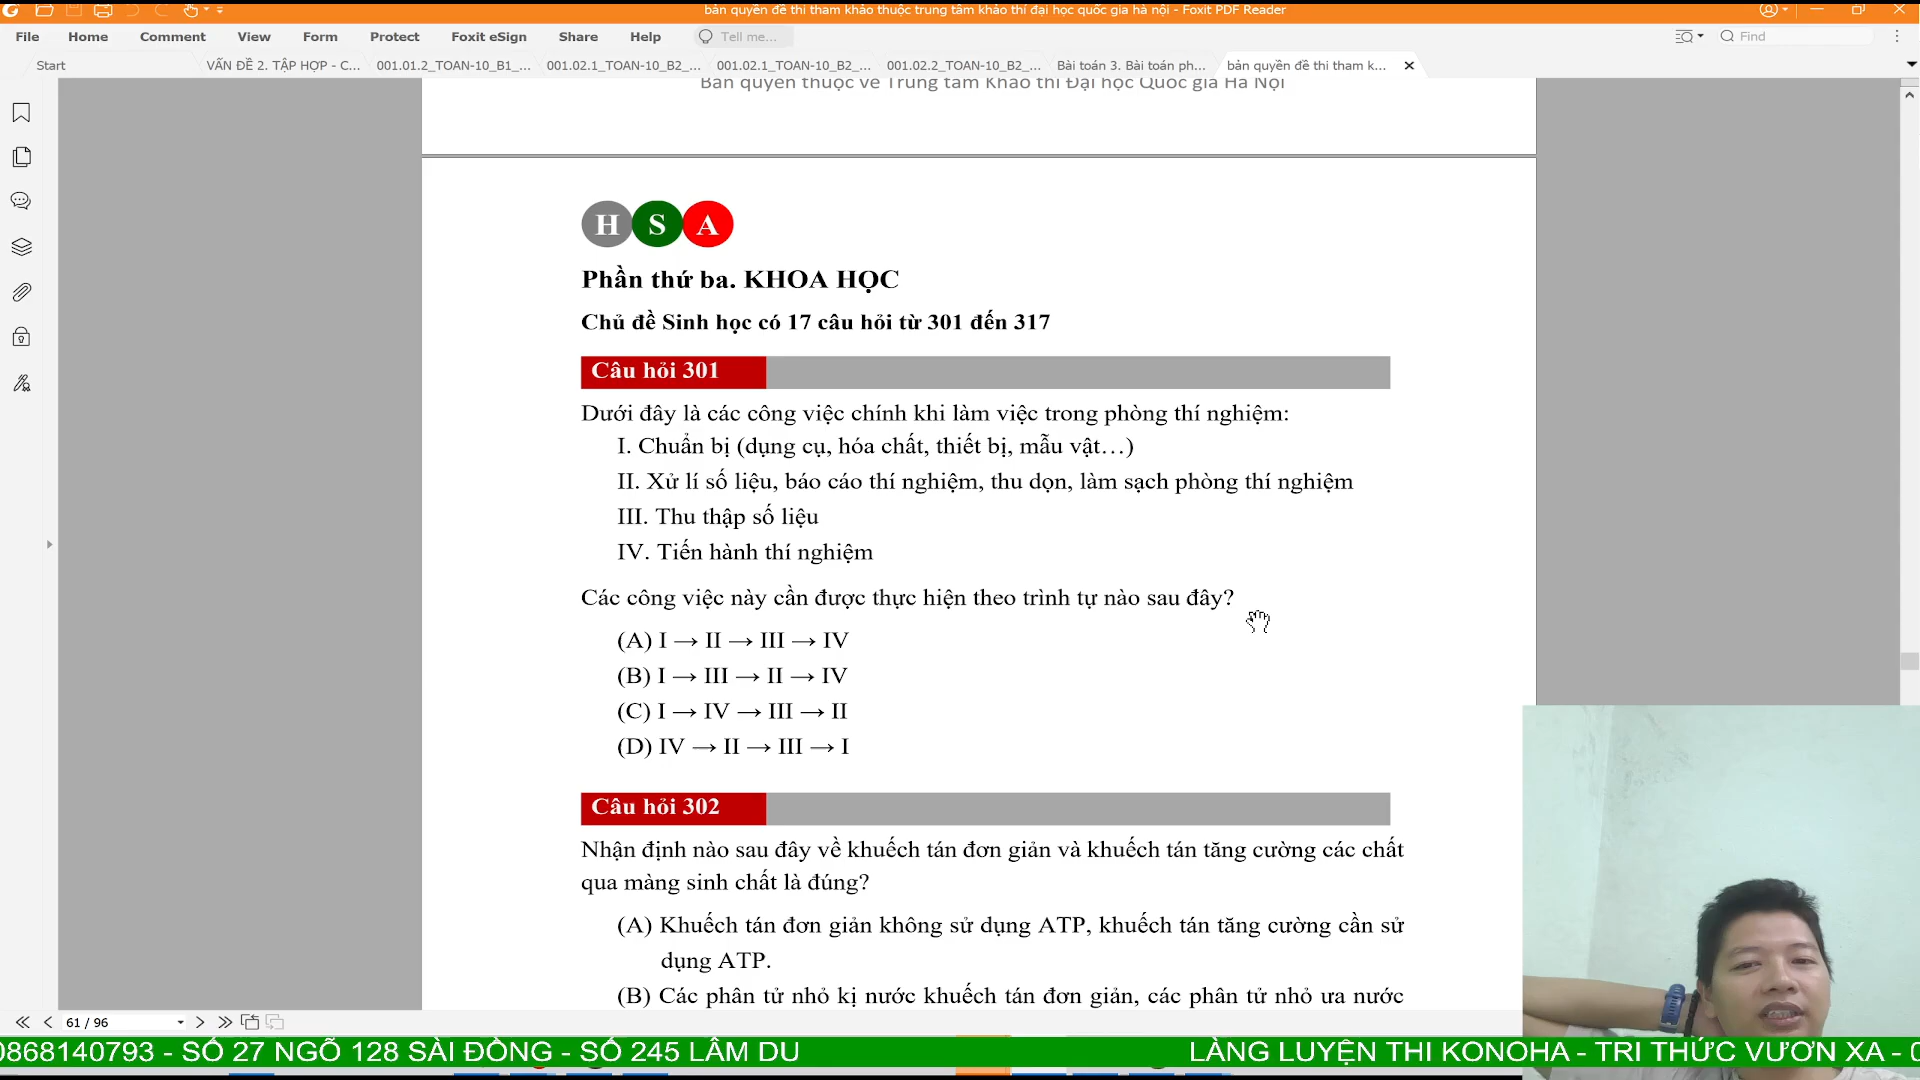 bản quyền đề thi tham khảo thuộc trung tâm khảo thí đại học quốc gia hà nội - Foxit PDF Reader
File Home Comment View Form Protect Foxit eSign Share Help Tell me... Find
Start VẤN ĐỀ 2. TẬP HỢP - C... 001.01.2_TOAN-10_B1_... 001.02.1_TOAN-10_B2_... 002.02.1_TOAN-10_B2_... 001.02.2_TOAN-10_B2_... Bài toán 3. Bài toán ph... bản quyền đề thi tham k...
Bản quyền thuộc về Trung tâm Khảo thí Đại học Quốc gia Hà Nội
H S A
Phần thứ ba. KHOA HỌC
Chủ đề Sinh học có 17 câu hỏi từ 301 đến 317
Câu hỏi 301
Dưới đây là các công việc chính khi làm việc trong phòng thí nghiệm:
I. Chuẩn bị (dụng cụ, hóa chất, thiết bị, mẫu vật…)
II. Xử lí số liệu, báo cáo thí nghiệm, thu dọn, làm sạch phòng thí nghiệm
III. Thu thập số liệu
IV. Tiến hành thí nghiệm
Các công việc này cần được thực hiện theo trình tự nào sau đây?
(A) I → II → III → IV
(B) I → III → II → IV
(C) I → IV → III → II
(D) IV → II → III → I
Câu hỏi 302
Nhận định nào sau đây về khuếch tán đơn giản và khuếch tán tăng cường các chất
qua màng sinh chất là đúng?
(A) Khuếch tán đơn giản không sử dụng ATP, khuếch tán tăng cường cần sử
dụng ATP.
(B) Các phân tử nhỏ kị nước khuếch tán đơn giản, các phân tử nhỏ ưa nước
61 / 96
0868140793 - SỐ 27 NGÕ 128 SÀI ĐỒNG - SỐ 245 LÂM DU LÀNG LUYỆN THI KONOHA - TRI THỨC VƯƠN XA - 0